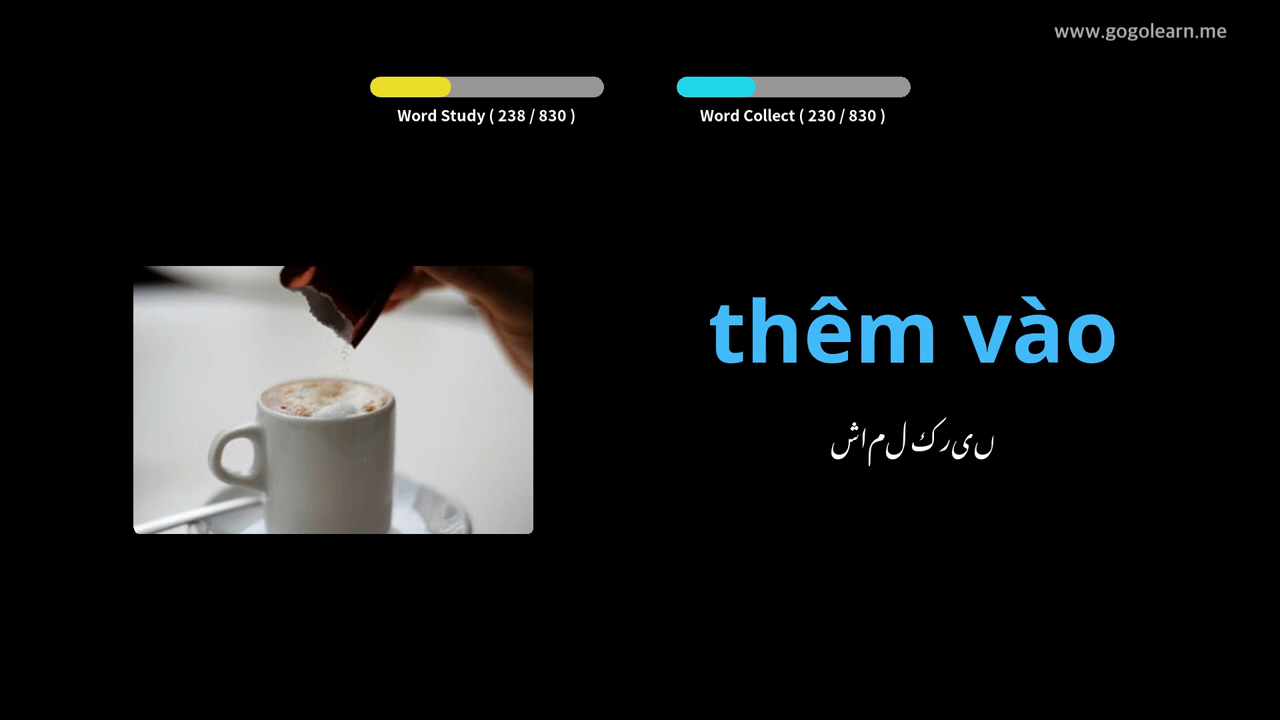 www.gogolearn.me
Word Study ( 238 / 830 )
Word Collect ( 230 / 830 )
thêm vào
شامل کریں